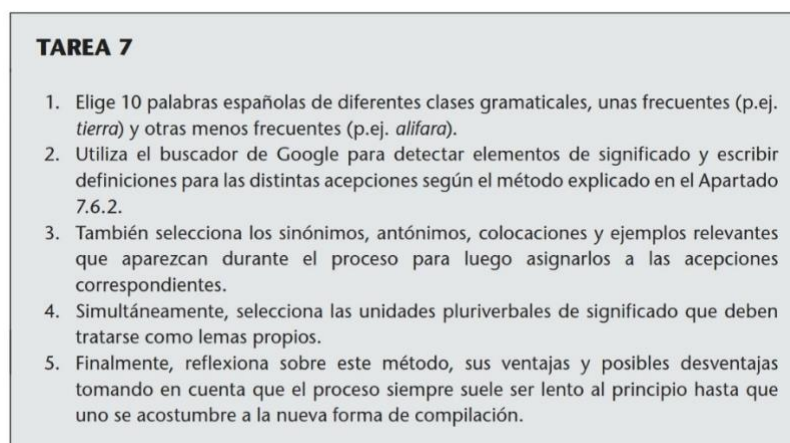 TAREA 7
1. Elige 10 palabras españolas de diferentes clases gramaticales, unas frecuentes (p.ej.
tierra) y otras menos frecuentes (p.ej. alifara).
2. Utiliza el buscador de Google para detectar elementos de significado y escribir
definiciones para las distintas acepciones según el método explicado en el Apartado
7.6.2.
3. También selecciona los sinónimos, antónimos, colocaciones y ejemplos relevantes
que aparezcan durante el proceso para luego asignarlos a las acepciones
correspondientes.
4. Simultáneamente, selecciona las unidades pluriverbales de significado que deben
tratarse como lemas propios.
5. Finalmente, reflexiona sobre este método, sus ventajas y posibles desventajas
tomando en cuenta que el proceso siempre suele ser lento al principio hasta que
uno se acostumbre a la nueva forma de compilación.